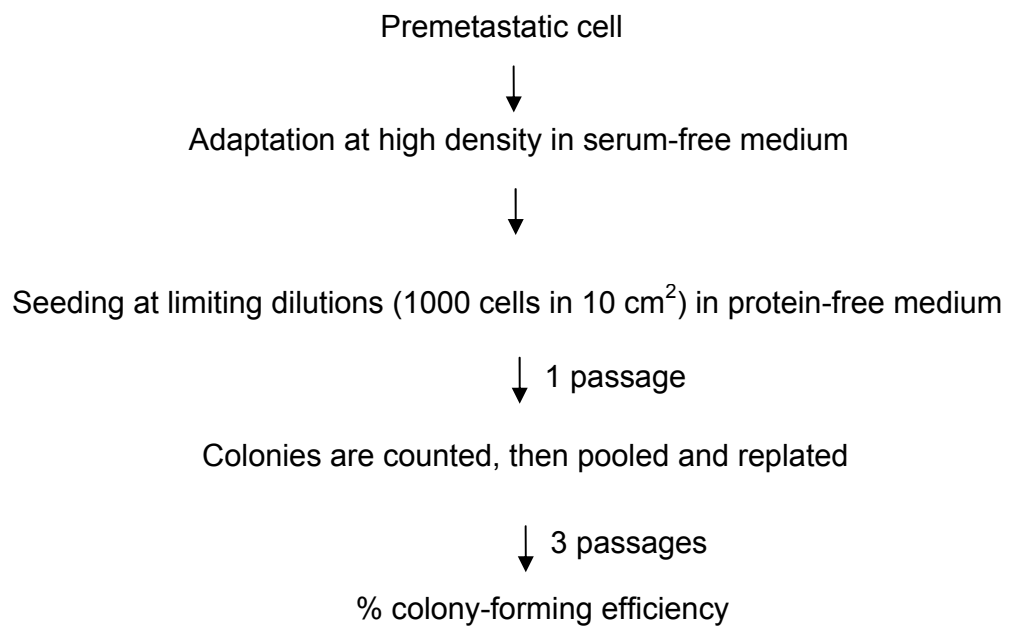 Premetastatic cell
Adaptation at high density in serum-free medium
Seeding at limiting dilutions (1000 cells in 10 cm²) in protein-free medium
1 passage
Colonies are counted, then pooled and replated
3 passages
% colony-forming efficiency